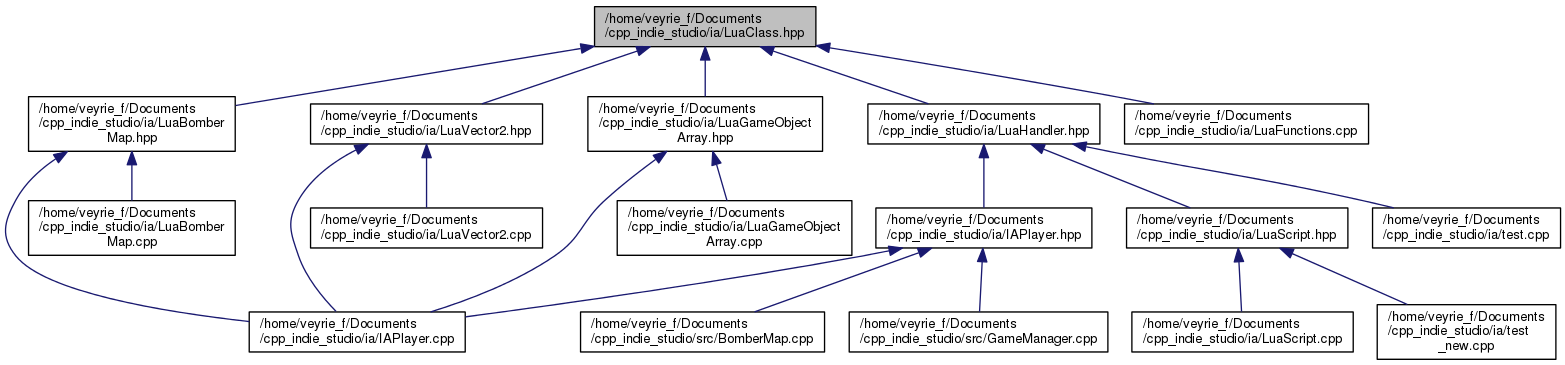 /home/veyrie_f/Documents
/cpp_indie_studio/ia/LuaClass.hpp
/home/veyrie_f/Documents
/cpp_indie_studio/ia/LuaBomber
Map.hpp
/home/veyrie_f/Documents
/cpp_indie_studio/ia/LuaVector2.hpp
/home/veyrie_f/Documents
/cpp_indie_studio/ia/LuaGameObject
Array.hpp
/home/veyrie_f/Documents
/cpp_indie_studio/ia/LuaHandler.hpp
/home/veyrie_f/Documents
/cpp_indie_studio/ia/LuaFunctions.cpp
/home/veyrie_f/Documents
/cpp_indie_studio/ia/LuaBomber
Map.cpp
/home/veyrie_f/Documents
/cpp_indie_studio/ia/LuaVector2.cpp
/home/veyrie_f/Documents
/cpp_indie_studio/ia/LuaGameObject
Array.cpp
/home/veyrie_f/Documents
/cpp_indie_studio/ia/IAPlayer.hpp
/home/veyrie_f/Documents
/cpp_indie_studio/ia/LuaScript.hpp
/home/veyrie_f/Documents
/cpp_indie_studio/ia/test.cpp
/home/veyrie_f/Documents
/cpp_indie_studio/ia/IAPlayer.cpp
/home/veyrie_f/Documents
/cpp_indie_studio/src/BomberMap.cpp
/home/veyrie_f/Documents
/cpp_indie_studio/src/GameManager.cpp
/home/veyrie_f/Documents
/cpp_indie_studio/ia/LuaScript.cpp
/home/veyrie_f/Documents
/cpp_indie_studio/ia/test
_new.cpp